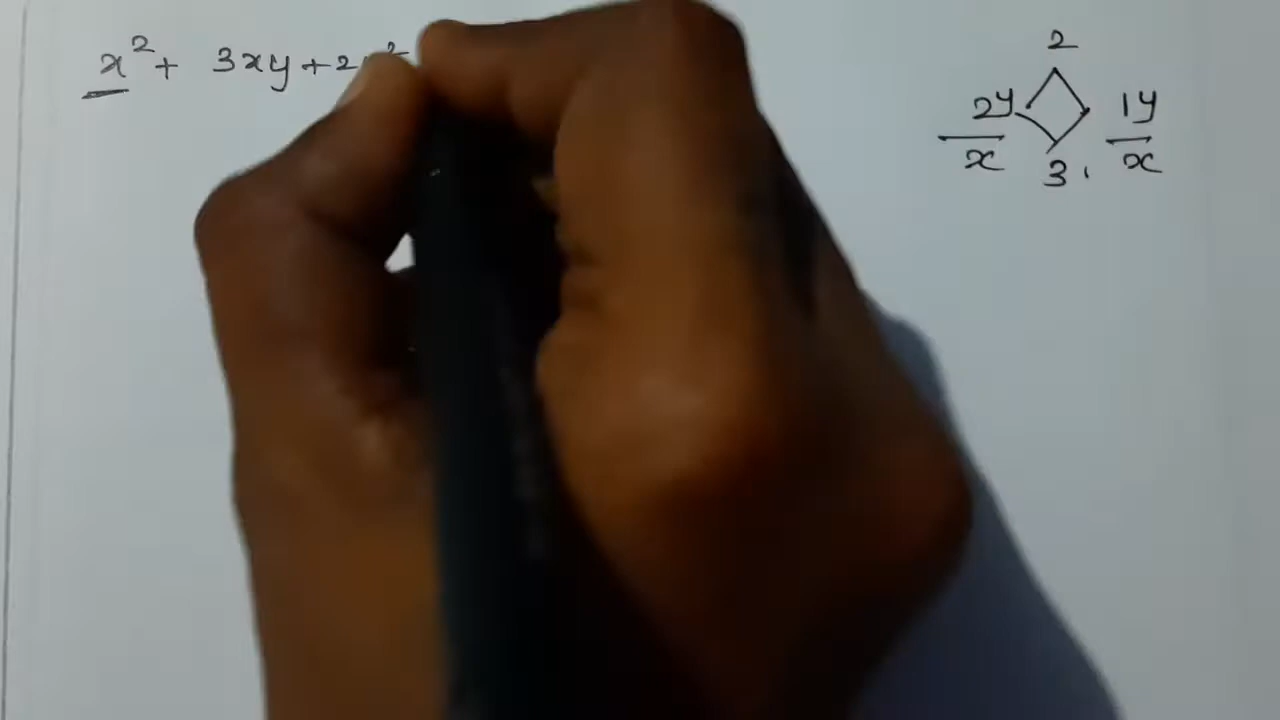 x² + 3xy + 2
2
2y 1y
x 3 x